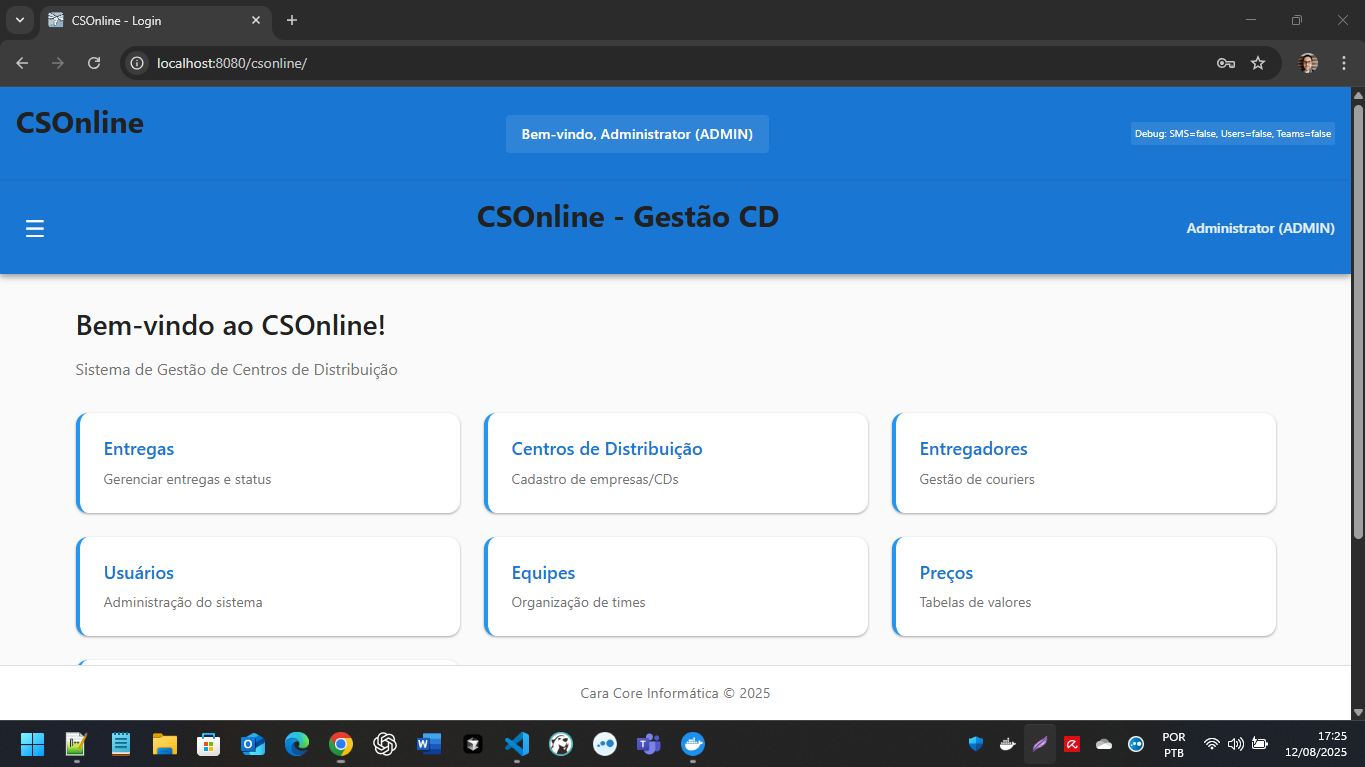 CSOnline - Login
localhost:8080/csonline/
CSOnline
Bem-vindo, Administrator (ADMIN)
Debug: SMS=false, Users=false, Teams=false
CSOnline - Gestão CD
Administrator (ADMIN)
Bem-vindo ao CSOnline!
Sistema de Gestão de Centros de Distribuição
Entregas
Gerenciar entregas e status
Centros de Distribuição
Cadastro de empresas/CDs
Entregadores
Gestão de couriers
Usuários
Administração do sistema
Equipes
Organização de times
Preços
Tabelas de valores
Cara Core Informática © 2025
POR
PTB
17:25
12/08/2025